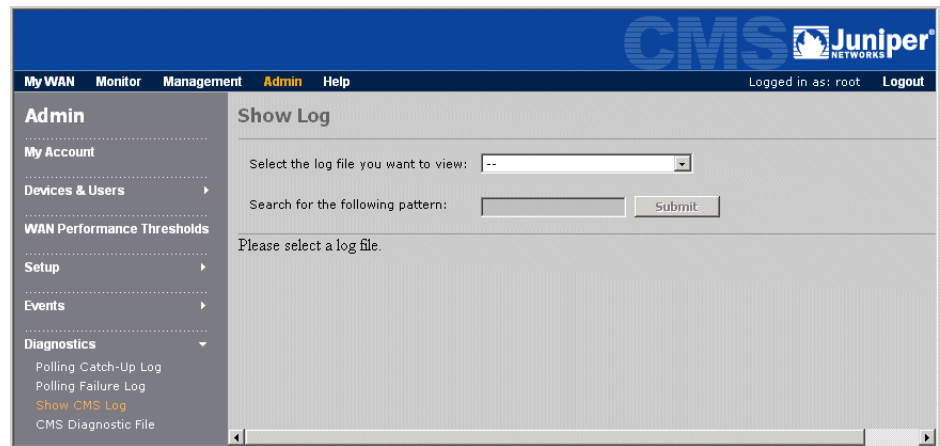 CMS Juniper®
NETWORKS
My WAN Monitor Management Admin Help Logged in as: root Logout
Admin
My Account
Devices & Users
WAN Performance Thresholds
Setup
Events
Diagnostics
Polling Catch-Up Log
Polling Failure Log
Show CMS Log
CMS Diagnostic File
Show Log
Select the log file you want to view: --
Search for the following pattern: Submit
Please select a log file.